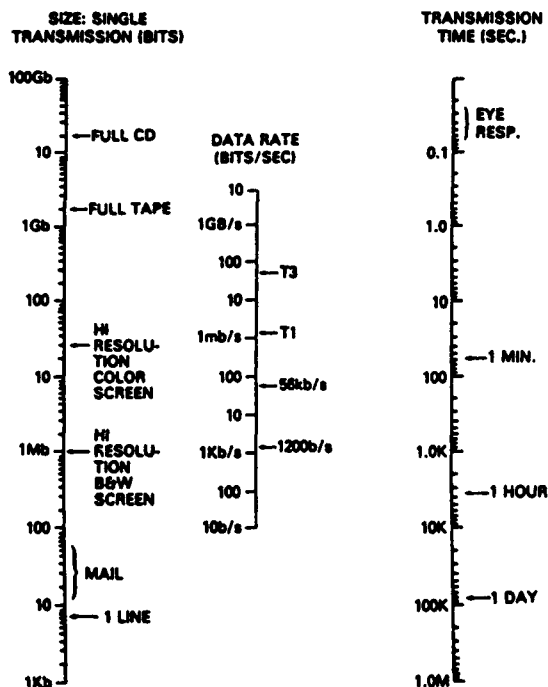 SIZE: SINGLE
TRANSMISSION (BITS)
100Gb
FULL CD
10
FULL TAPE
1Gb
100
HI
RESOLU-
TION
COLOR
SCREEN
10
HI
RESOLU-
TION
B&W
SCREEN
1Mb
100
MAIL
10
1 LINE
1Kb
DATA RATE
(BITS/SEC)
10
1GB/s
100
T3
10
T1
1mb/s
100
56kb/s
10
1200b/s
1Kb/s
100
10b/s
TRANSMISSION
TIME (SEC.)
EYE
RESP.
0.1
1.0
10
1 MIN.
100
1.0K
1 HOUR
10K
1 DAY
100K
1.0M